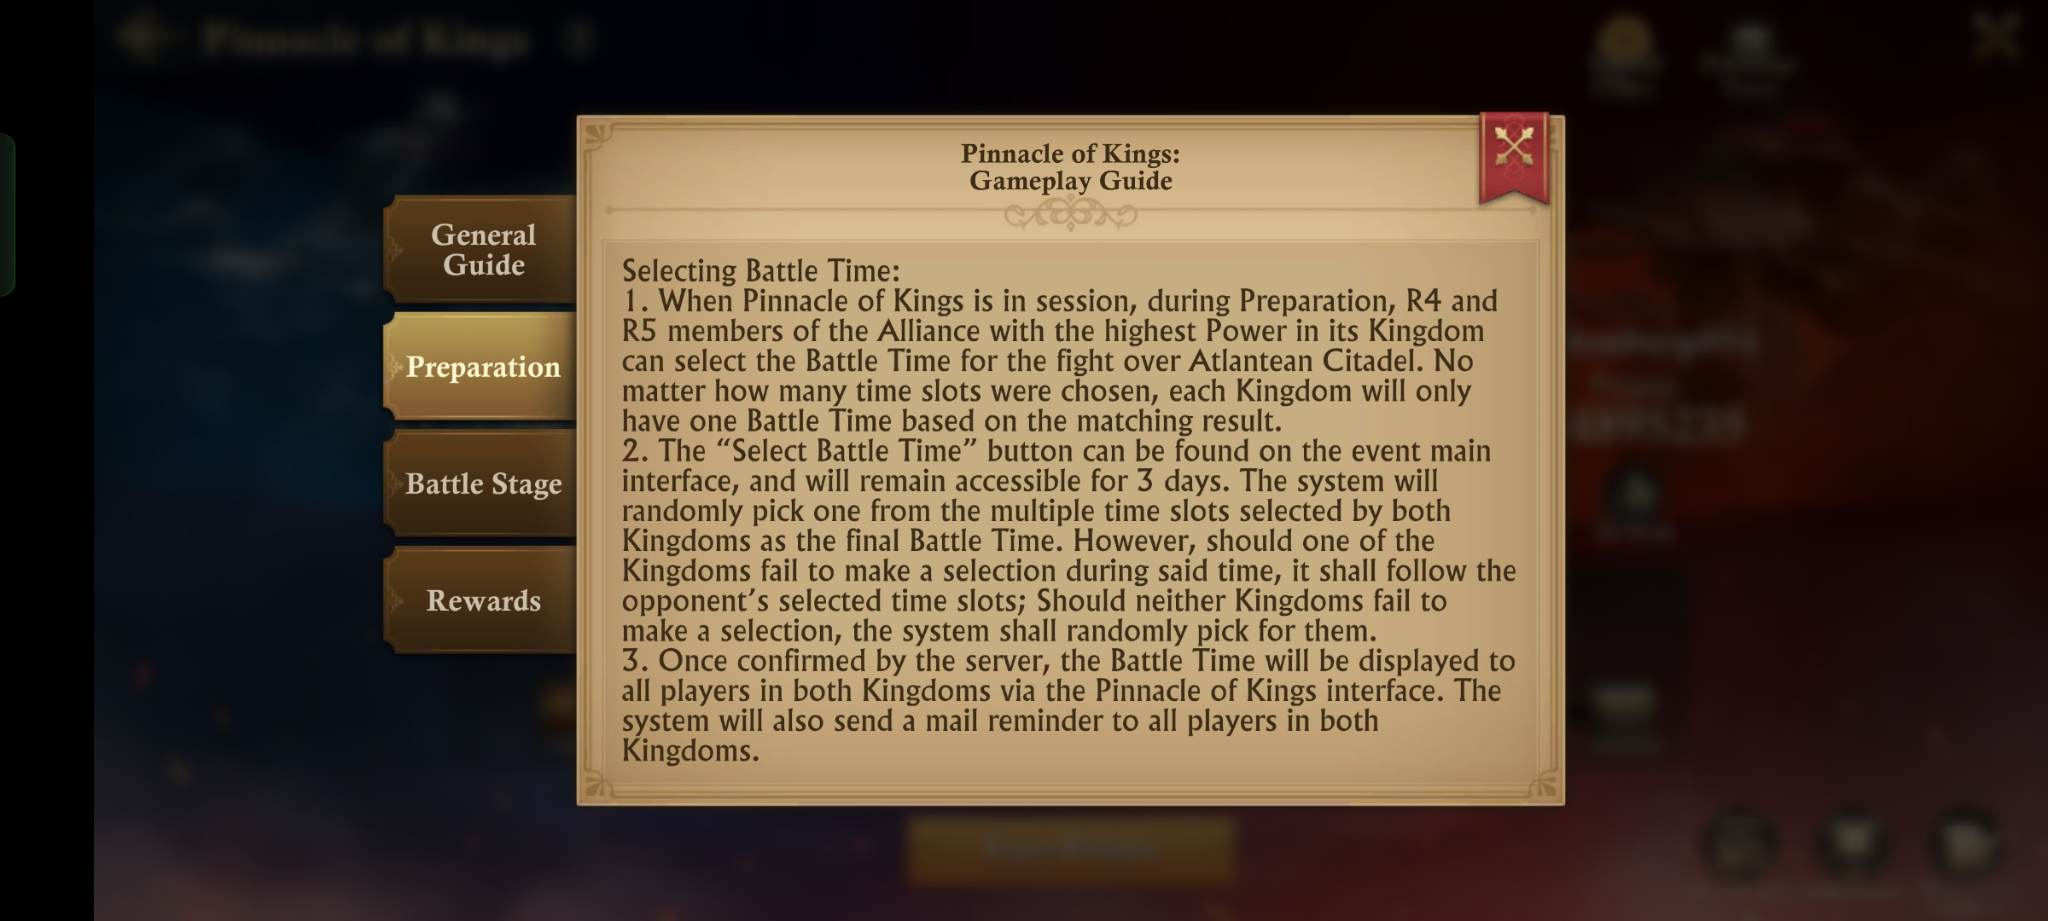 Pinnacle of Kings
Pinnacle of Kings:
Gameplay Guide
General
Guide
Preparation
Battle Stage
Rewards
Selecting Battle Time:
1. When Pinnacle of Kings is in session, during Preparation, R4 and
R5 members of the Alliance with the highest Power in its Kingdom
can select the Battle Time for the fight over Atlantean Citadel. No
matter how many time slots were chosen, each Kingdom will only
have one Battle Time based on the matching result.
2. The “Select Battle Time” button can be found on the event main
interface, and will remain accessible for 3 days. The system will
randomly pick one from the multiple time slots selected by both
Kingdoms as the final Battle Time. However, should one of the
Kingdoms fail to make a selection during said time, it shall follow the
opponent’s selected time slots; Should neither Kingdoms fail to
make a selection, the system shall randomly pick for them.
3. Once confirmed by the server, the Battle Time will be displayed to
all players in both Kingdoms via the Pinnacle of Kings interface. The
system will also send a mail reminder to all players in both
Kingdoms.